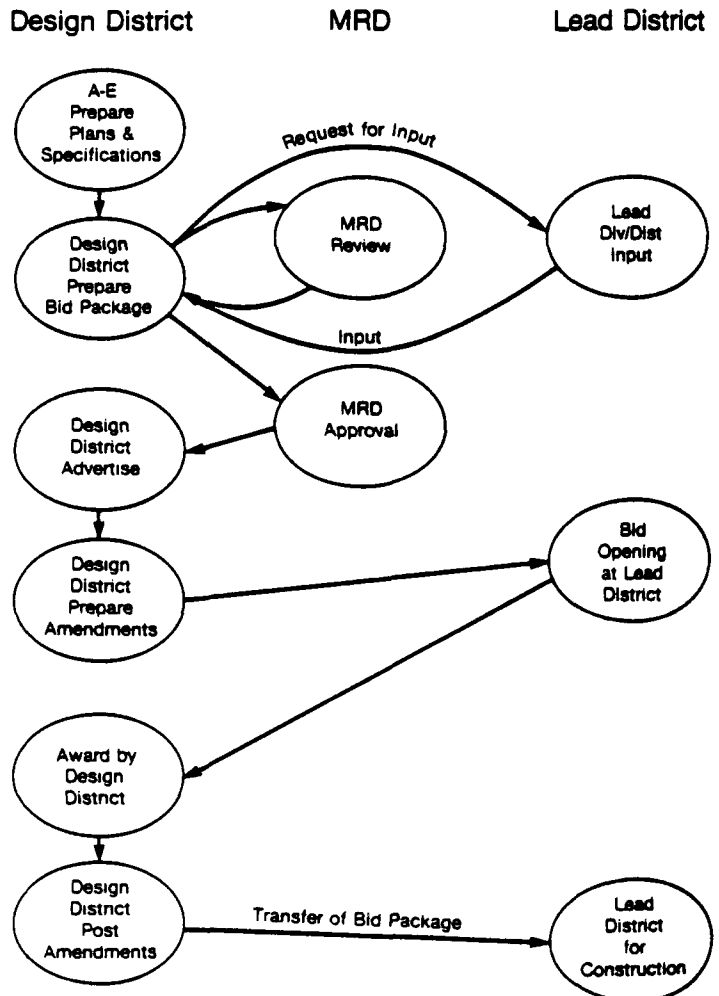 Design District
MRD
Lead District
A-E
Prepare
Plans &
Specifications
Request for Input
Design
District
Prepare
Bid Package
MRD
Review
Lead
Div/Dist
Input
Input
MRD
Approval
Design
District
Advertise
Design
District
Prepare
Amendments
Bid
Opening
at Lead
District
Award by
Design
District
Design
District
Post
Amendments
Transfer of Bid Package
Lead
District
for
Construction